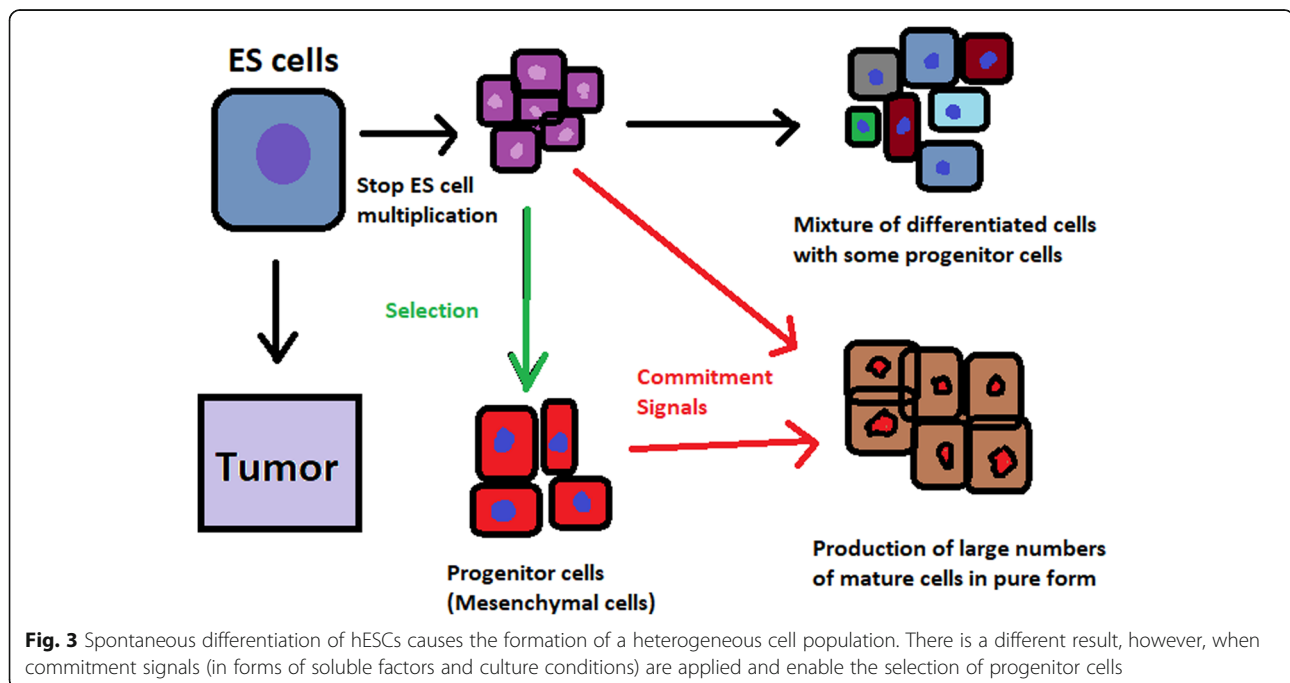 ES cells
Stop ES cell
multiplication
Mixture of differentiated cells
with some progenitor cells
Selection
Commitment
Signals
Tumor
Progenitor cells
(Mesenchymal cells)
Production of large numbers
of mature cells in pure form
Fig. 3 Spontaneous differentiation of hESCs causes the formation of a heterogeneous cell population. There is a different result, however, when
commitment signals (in forms of soluble factors and culture conditions) are applied and enable the selection of progenitor cells